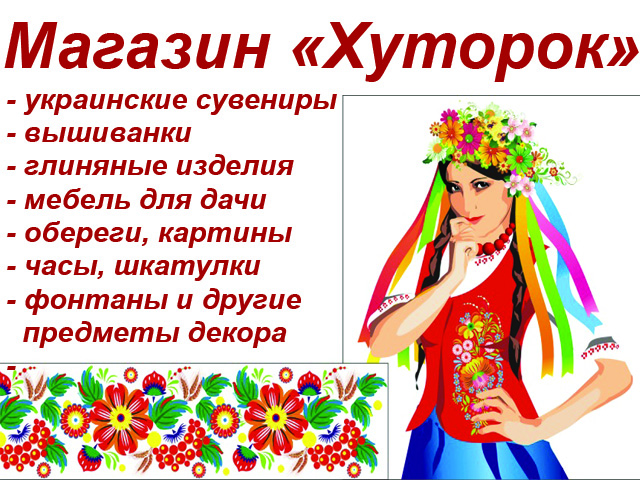 Магазин «Хуторок»
- украинские сувениры
- вышиванки
- глиняные изделия
- мебель для дачи
- обереги, картины
- часы, шкатулки
- фонтаны и другие
предметы декора
-